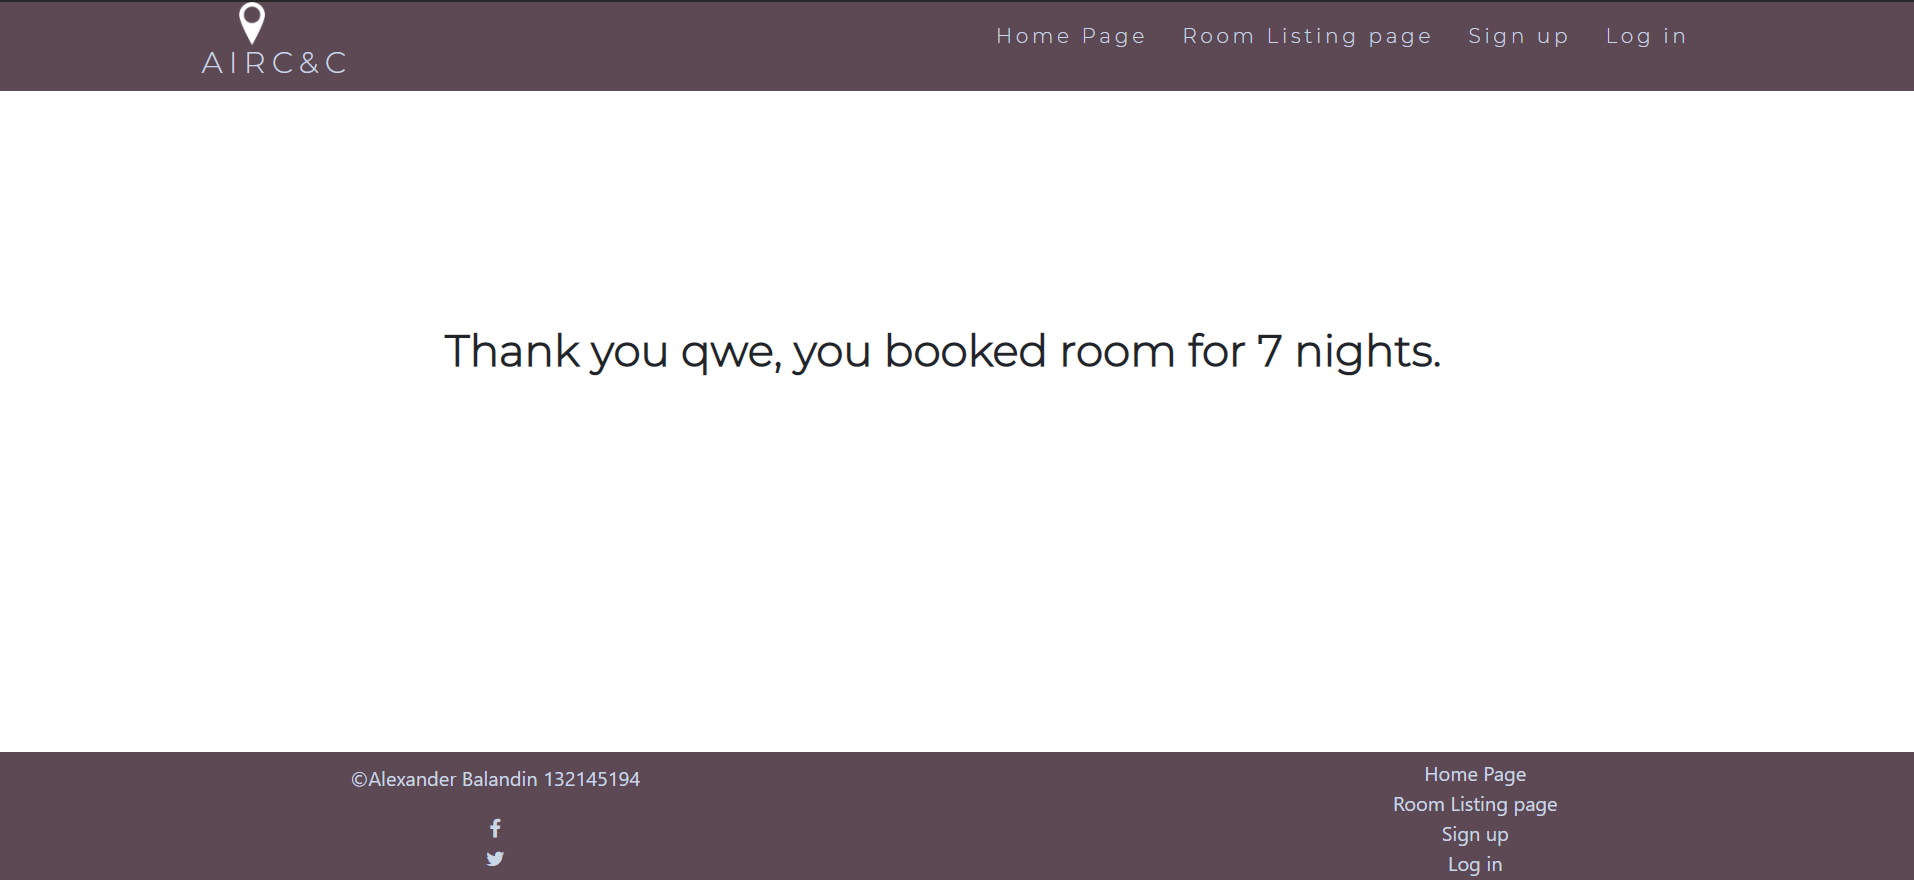 AIRC&C
Home Page
Room Listing page
Sign up
Log in
Thank you qwe, you booked room for 7 nights.
©Alexander Balandin 132145194
Home Page
Room Listing page
Sign up
Log in